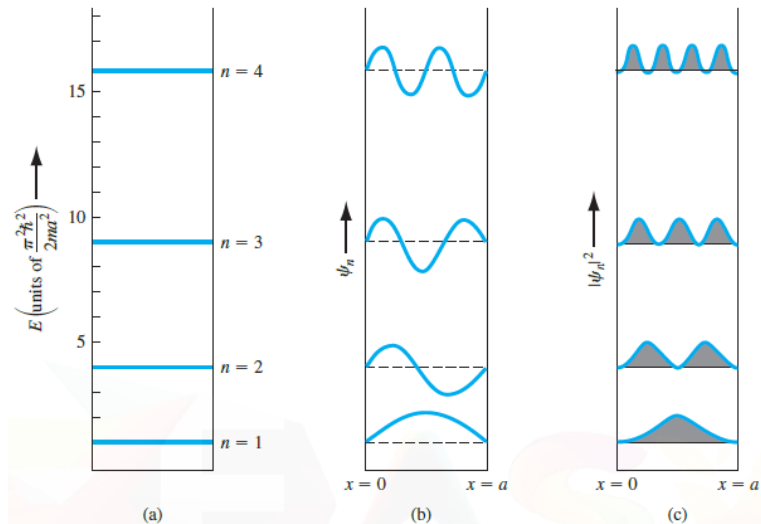 15
10
5
E (units of π²ħ²/2ma²)
n = 4
n = 3
n = 2
n = 1
(a)
ψₙ
x = 0
x = a
(b)
|ψₙ|²
x = 0
x = a
(c)